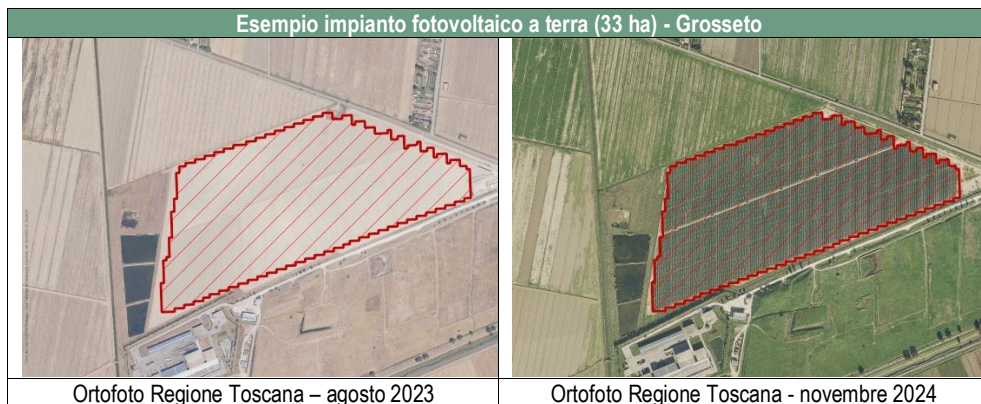 Esempio impianto fotovoltaico a terra (33 ha) - Grosseto
Ortofoto Regione Toscana – agosto 2023
Ortofoto Regione Toscana - novembre 2024